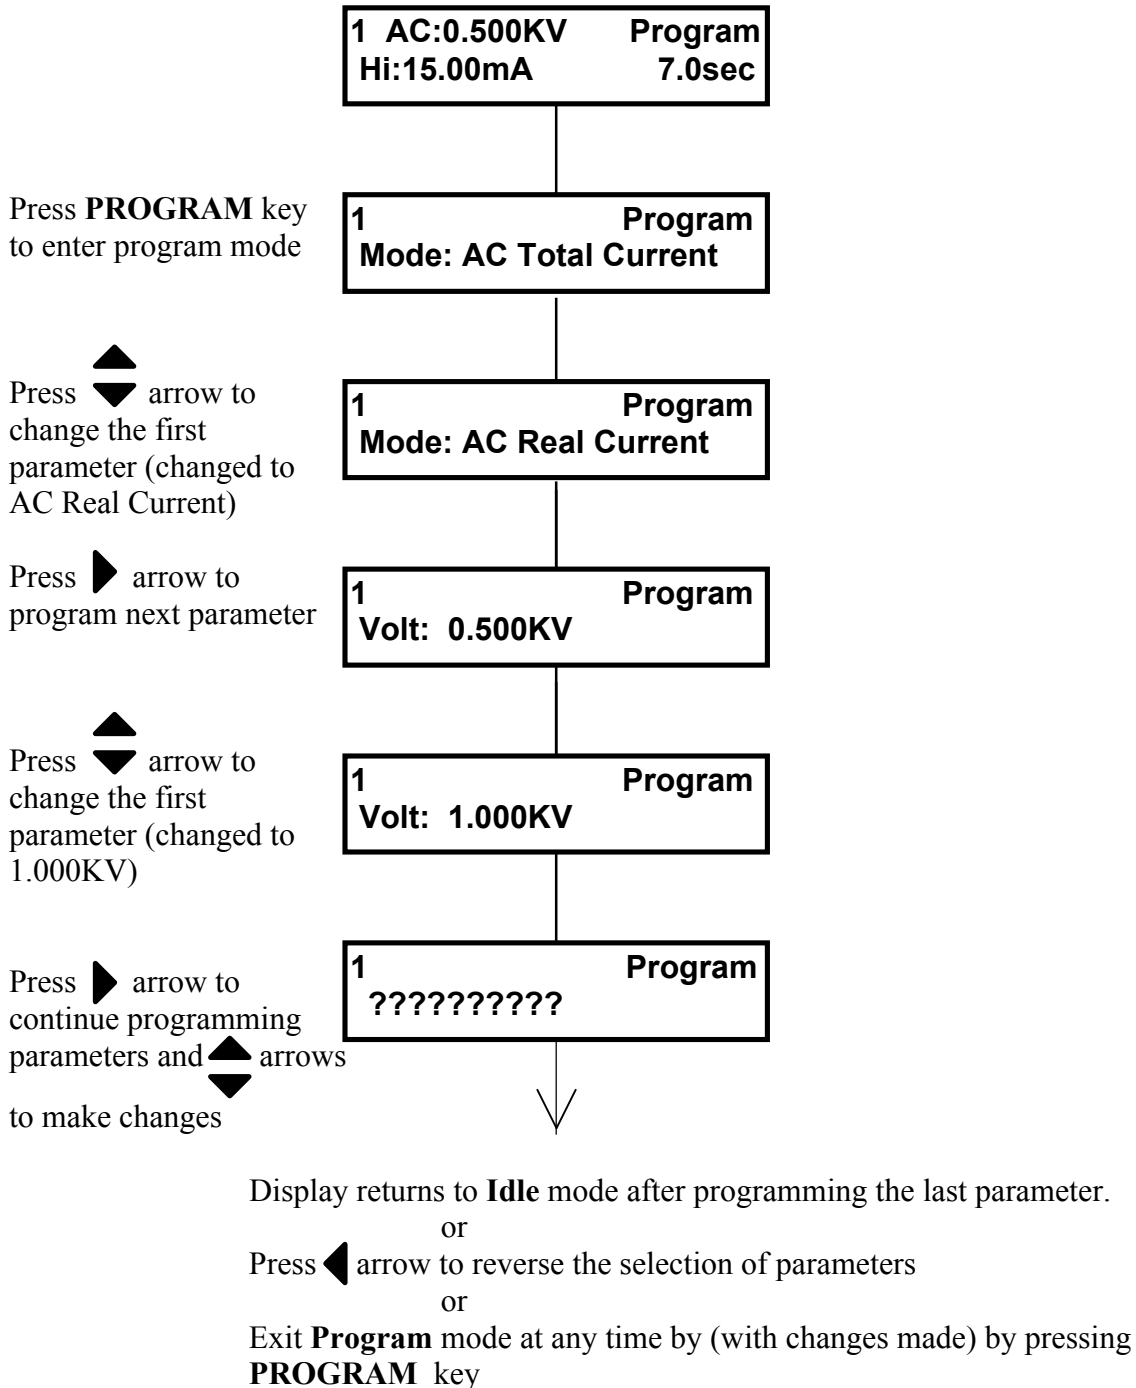 1 AC:0.500KV Program
Hi:15.00mA 7.0sec
Press PROGRAM key
to enter program mode
1 Program
Mode: AC Total Current
Press arrow to
change the first
parameter (changed to
AC Real Current)
1 Program
Mode: AC Real Current
Press arrow to
program next parameter
1 Program
Volt: 0.500KV
Press arrow to
change the first
parameter (changed to
1.000KV)
1 Program
Volt: 1.000KV
Press arrow to
continue programming
parameters and arrows
to make changes
1 Program
??????????
Display returns to Idle mode after programming the last parameter.
or
Press arrow to reverse the selection of parameters
or
Exit Program mode at any time by (with changes made) by pressing
PROGRAM key